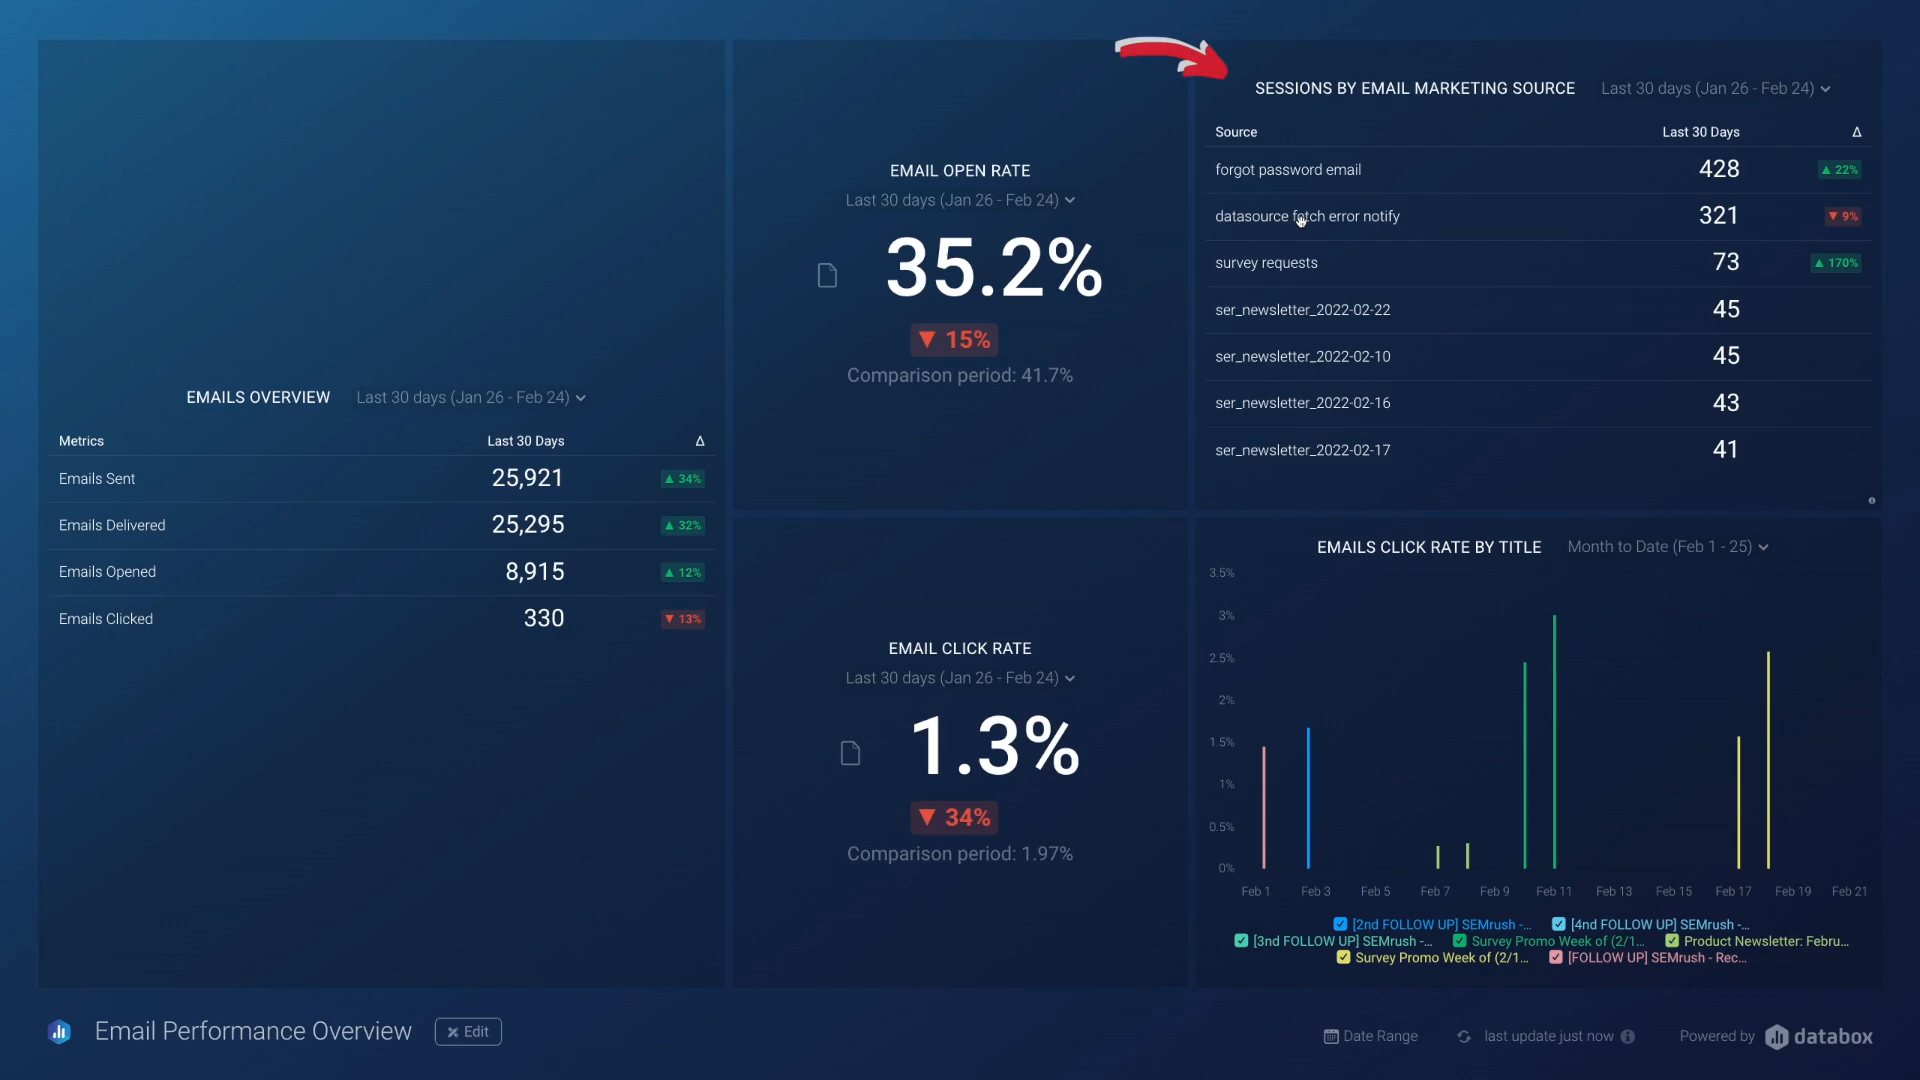 EMAILS OVERVIEW Last 30 days (Jan 26 - Feb 24)
Metrics Last 30 Days Δ
Emails Sent 25,921 ▲ 34%
Emails Delivered 25,295 ▲ 32%
Emails Opened 8,915 ▲ 12%
Emails Clicked 330 ▼ 13%
EMAIL OPEN RATE
Last 30 days (Jan 26 - Feb 24)
35.2%
▼ 15%
Comparison period: 41.7%
EMAIL CLICK RATE
Last 30 days (Jan 26 - Feb 24)
1.3%
▼ 34%
Comparison period: 1.97%
SESSIONS BY EMAIL MARKETING SOURCE Last 30 days (Jan 26 - Feb 24)
Source Last 30 Days Δ
forgot password email 428 ▲ 22%
datasource fetch error notify 321 ▼ 9%
survey requests 73 ▲ 170%
ser_newsletter_2022-02-22 45
ser_newsletter_2022-02-10 45
ser_newsletter_2022-02-16 43
ser_newsletter_2022-02-17 41
EMAILS CLICK RATE BY TITLE Month to Date (Feb 1 - 25)
3.5%
3%
2.5%
2%
1.5%
1%
0.5%
0%
Feb 1 Feb 3 Feb 5 Feb 7 Feb 9 Feb 11 Feb 13 Feb 15 Feb 17 Feb 19 Feb 21
[2nd FOLLOW UP] SEMrush -... [4nd FOLLOW UP] SEMrush -...
[3nd FOLLOW UP] SEMrush -... Survey Promo Week of (2/1... Product Newsletter: Febru...
Survey Promo Week of (2/1... [FOLLOW UP] SEMrush - Rec...
Email Performance Overview Edit
Date Range last update just now Powered by databox